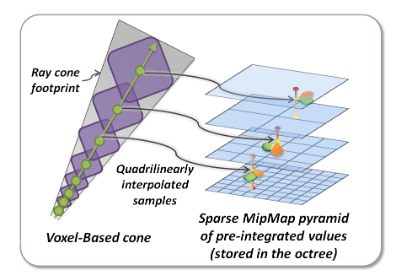 Ray cone
footprint
Quadrilinearly
interpolated
samples
Voxel-Based cone
Sparse MipMap pyramid
of pre-integrated values
(stored in the octree)